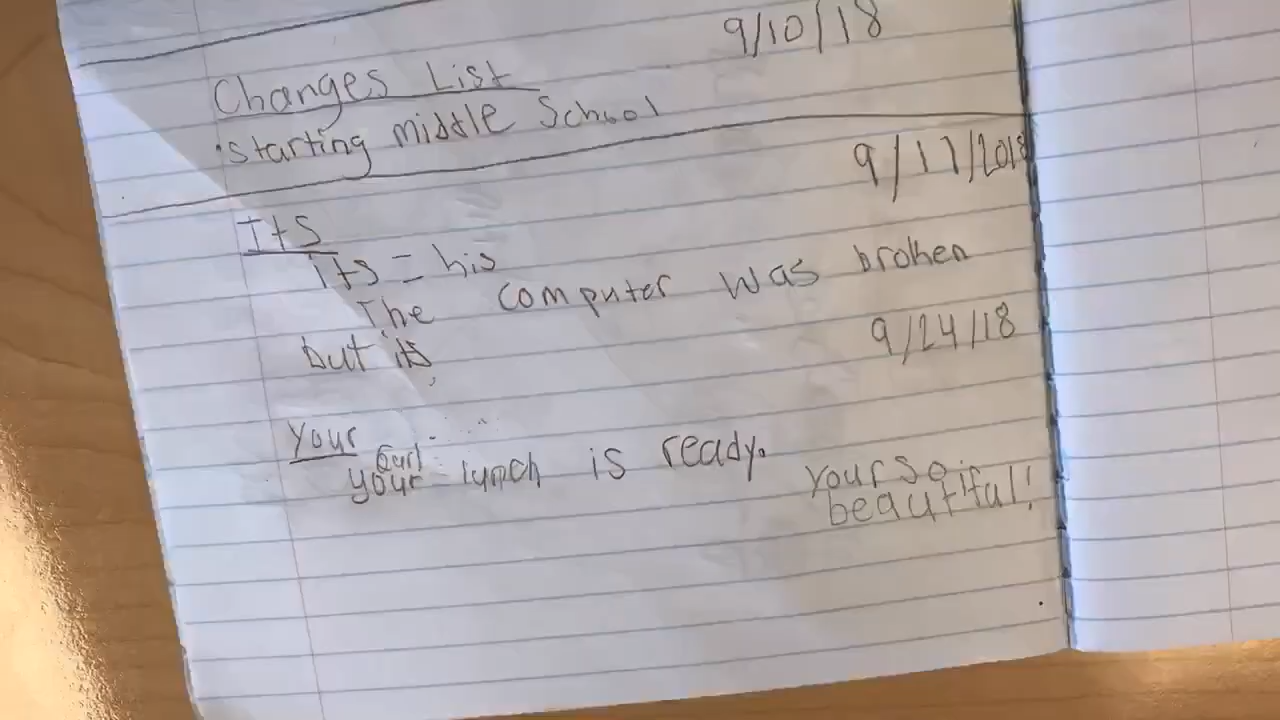 9/10/18
Changes List
•starting middle School
9/17/2018
Its
its = his
The computer was broken
but its
9/24/18
Your
your lunch is ready.
your so
beautiful!